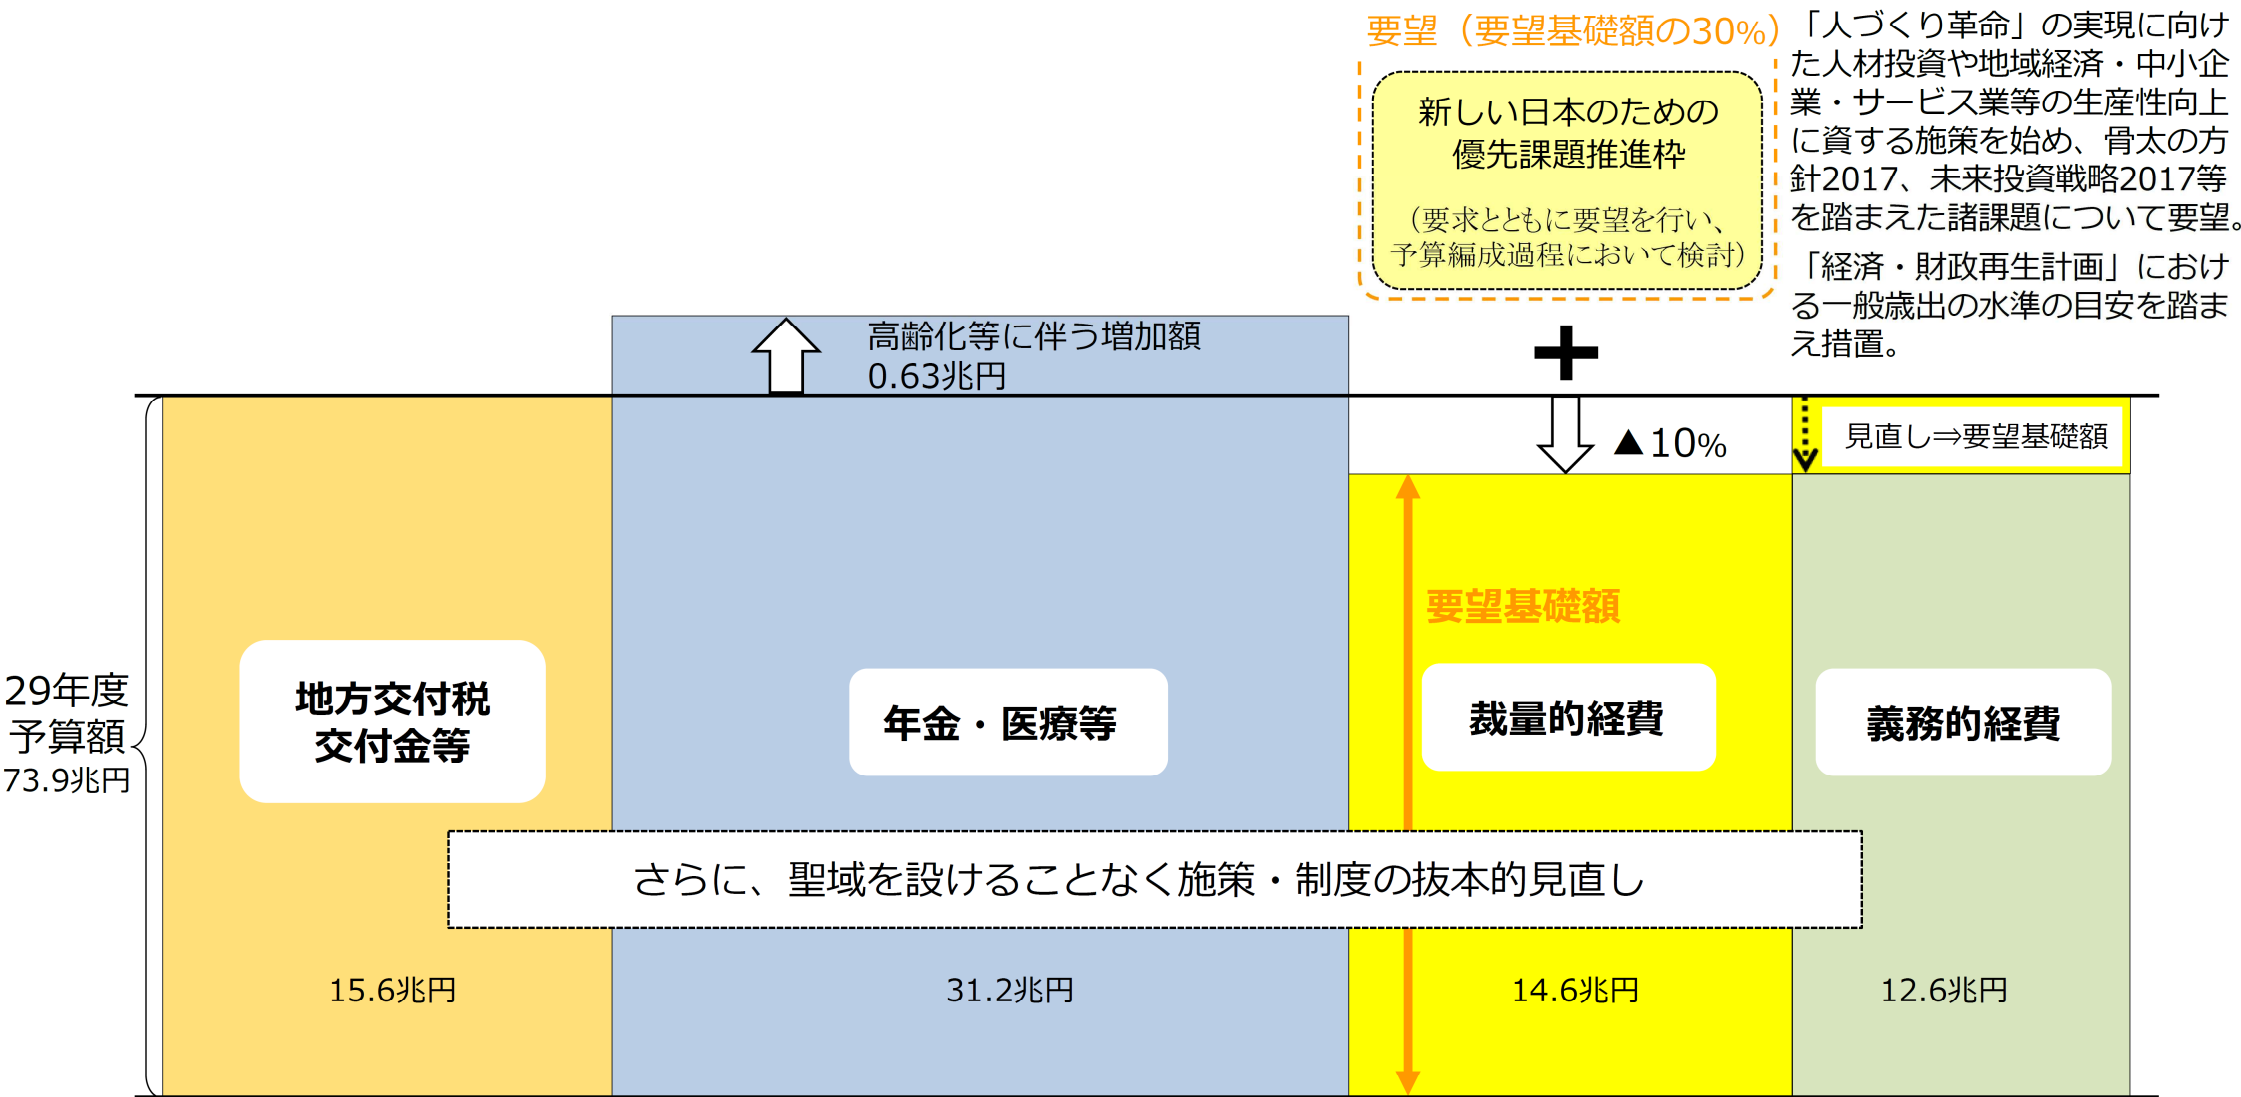 要望（要望基礎額の30%）
新しい日本のための
優先課題推進枠
（要求とともに要望を行い、
予算編成過程において検討）
「人づくり革命」の実現に向け
た人材投資や地域経済・中小企
業・サービス業等の生産性向上
に資する施策を始め、骨太の方
針2017、未来投資戦略2017等
を踏まえた諸課題について要望。
「経済・財政再生計画」におけ
る一般歳出の水準の目安を踏ま
え措置。
高齢化等に伴う増加額
0.63兆円
▲10%
見直し⇒要望基礎額
要望基礎額
29年度
予算額
73.9兆円
地方交付税
交付金等
年金・医療等
裁量的経費
義務的経費
さらに、聖域を設けることなく施策・制度の抜本的見直し
15.6兆円
31.2兆円
14.6兆円
12.6兆円